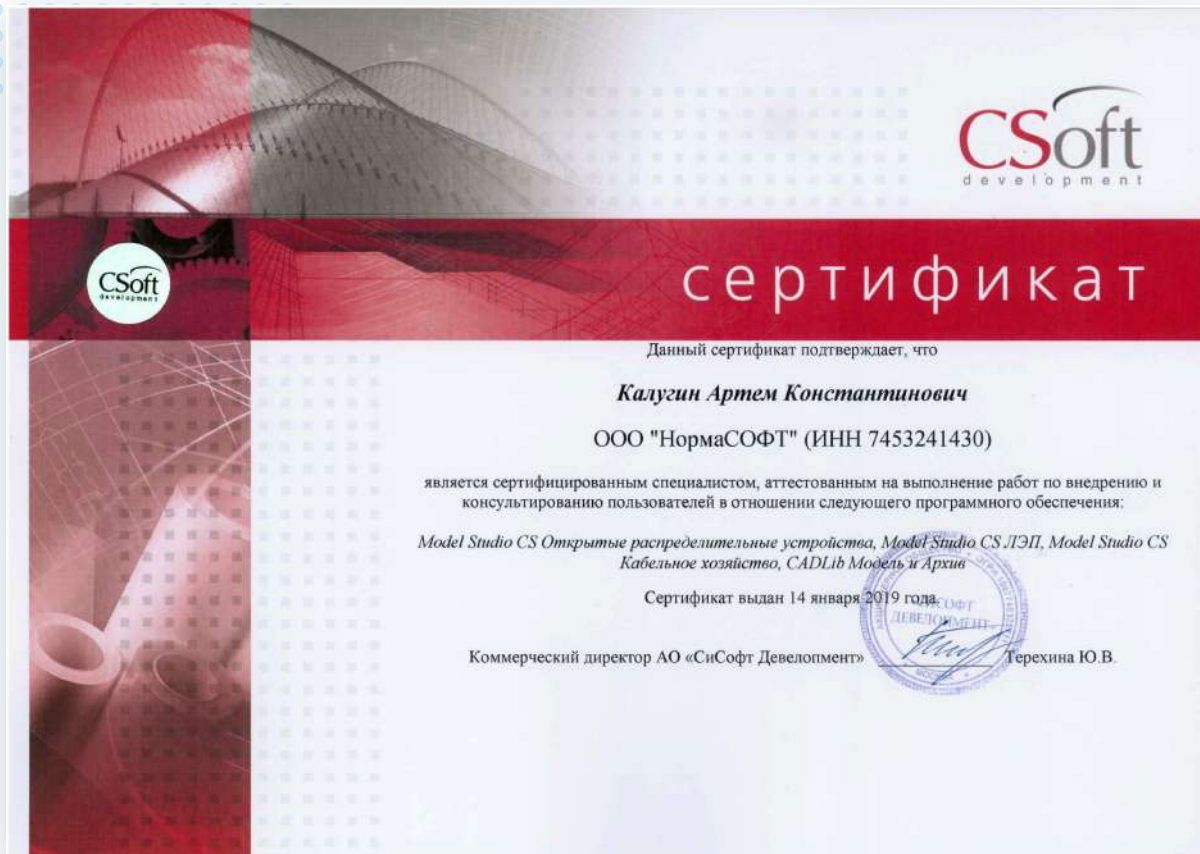 CSoft
development
CSoft
development
сертификат
Данный сертификат подтверждает, что
Калугин Артем Константинович
ООО "НормаСОФТ" (ИНН 7453241430)
является сертифицированным специалистом, аттестованным на выполнение работ по внедрению и
консультированию пользователей в отношении следующего программного обеспечения:
Model Studio CS Открытые распределительные устройства, Model Studio CS ЛЭП, Model Studio CS
Кабельное хозяйство, CADLib Модель и Архив
Сертификат выдан 14 января 2019 года.
СИСОФТ
ДЕВЕЛОПМЕНТ
Коммерческий директор АО «СиСофт Девелопмент» Терехина Ю.В.
МОСКВА